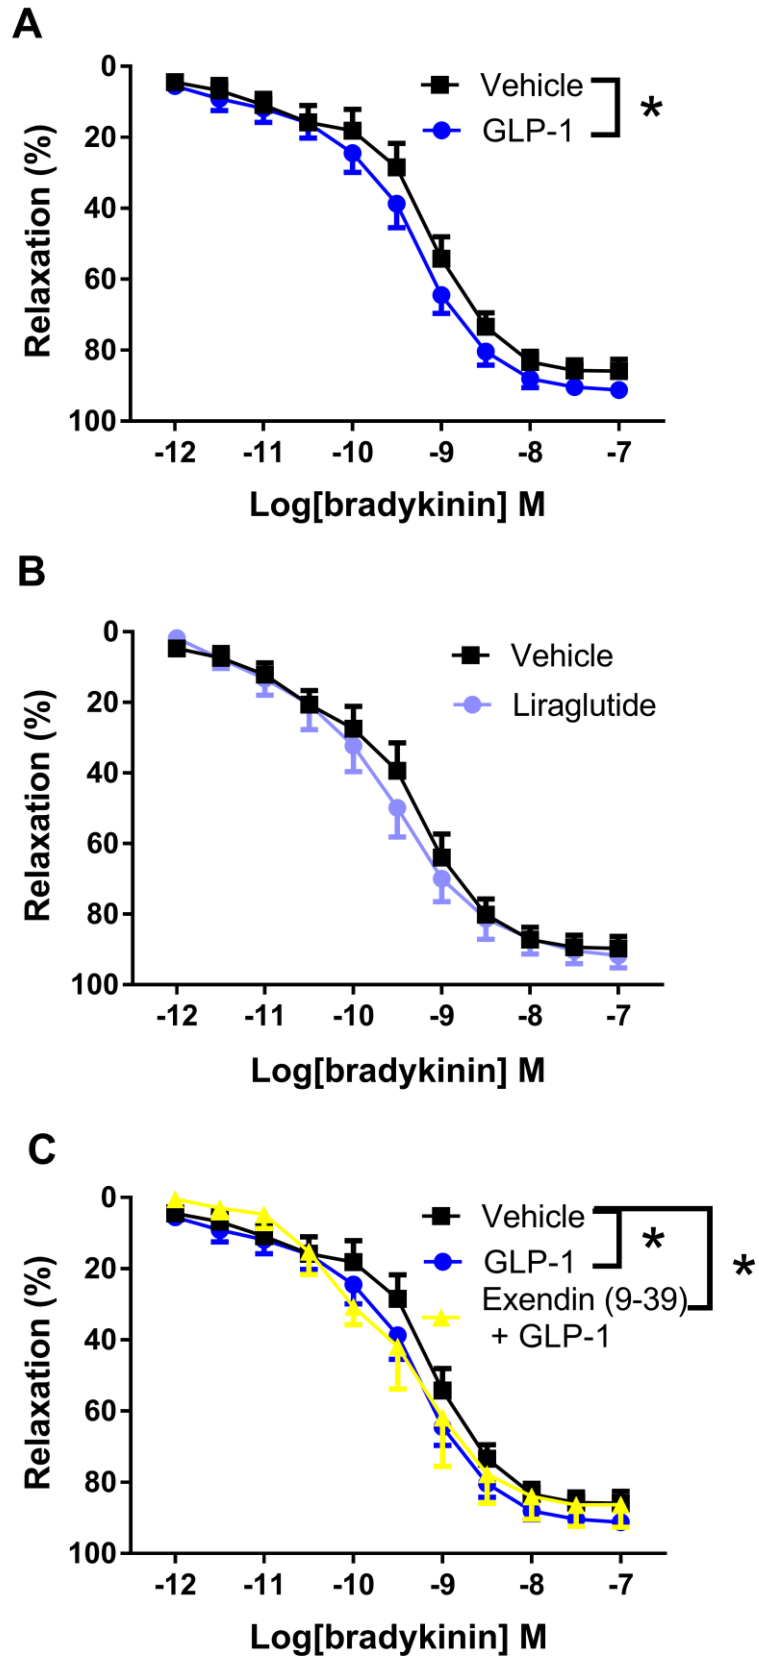 A
0
20
40
60
80
100
Relaxation (%)
Vehicle
GLP-1
*
-12 -11 -10 -9 -8 -7
Log[bradykinin] M
B
0
20
40
60
80
100
Relaxation (%)
Vehicle
Liraglutide
-12 -11 -10 -9 -8 -7
Log[bradykinin] M
C
0
20
40
60
80
100
Relaxation (%)
Vehicle
GLP-1
Exendin (9-39)
+ GLP-1
*
*
-12 -11 -10 -9 -8 -7
Log[bradykinin] M